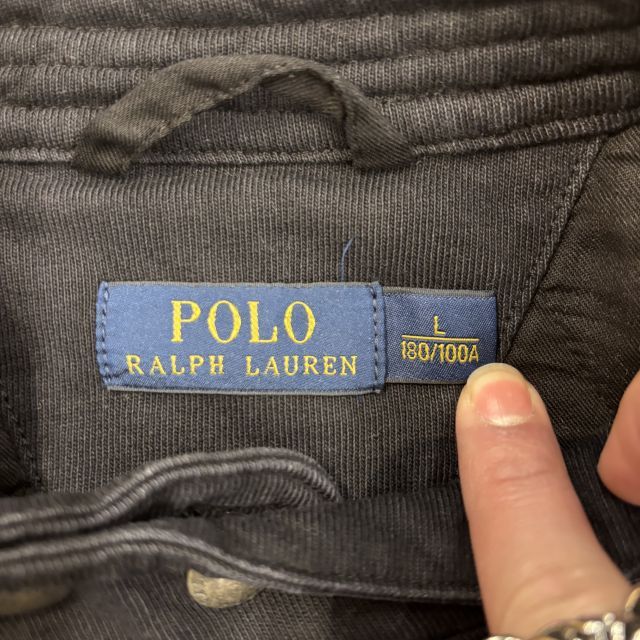 POLO
RALPH LAUREN
L
180/100A